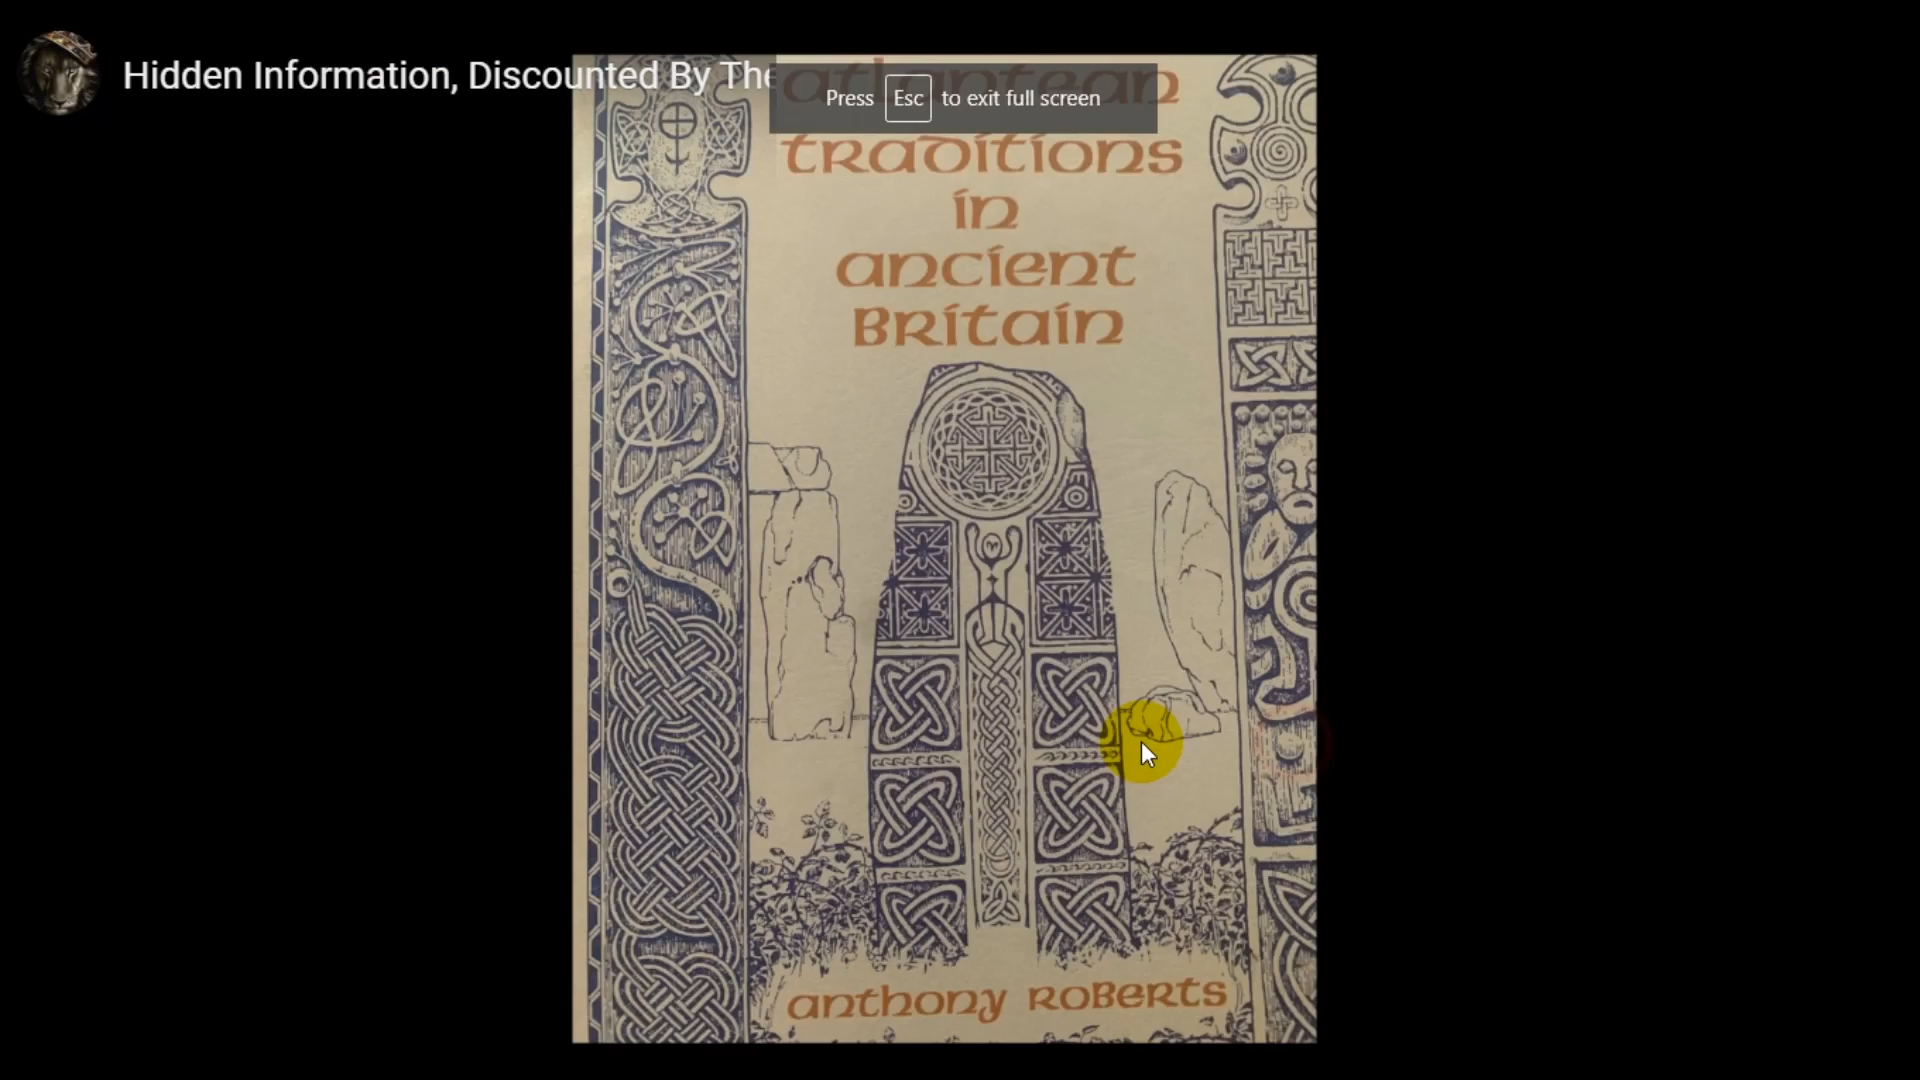 Hidden Information, Discounted By The
Press Esc to exit full screen
atlantean
traditions
in
ancient
Britain
anthony Roberts